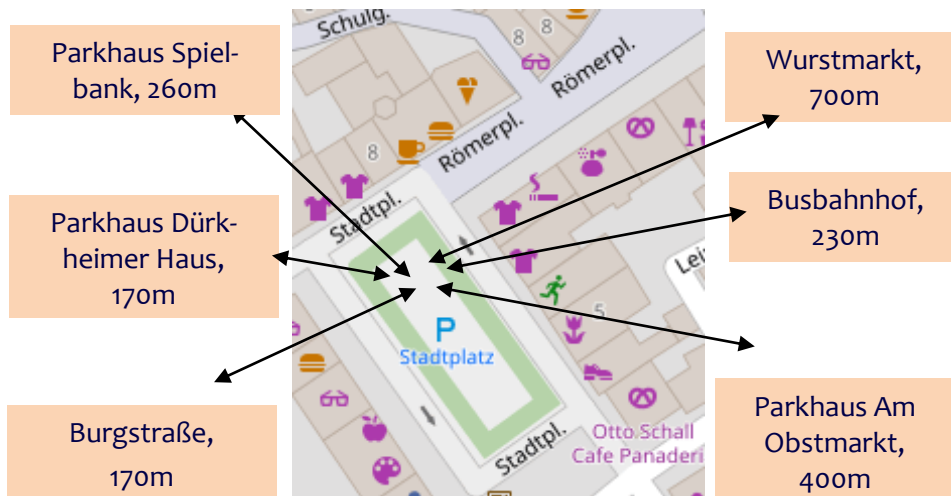 Parkhaus Spiel-
bank, 260m
Parkhaus Dürk-
heimer Haus,
170m
Burgstraße,
170m
Schulg.
8
8
Römerpl.
Römerpl.
8
Stadtpl.
P
Stadtplatz
5
Stadtpl.
Otto Schall
Cafe Panaderi
Wurstmarkt,
700m
Busbahnhof,
230m
Parkhaus Am
Obstmarkt,
400m